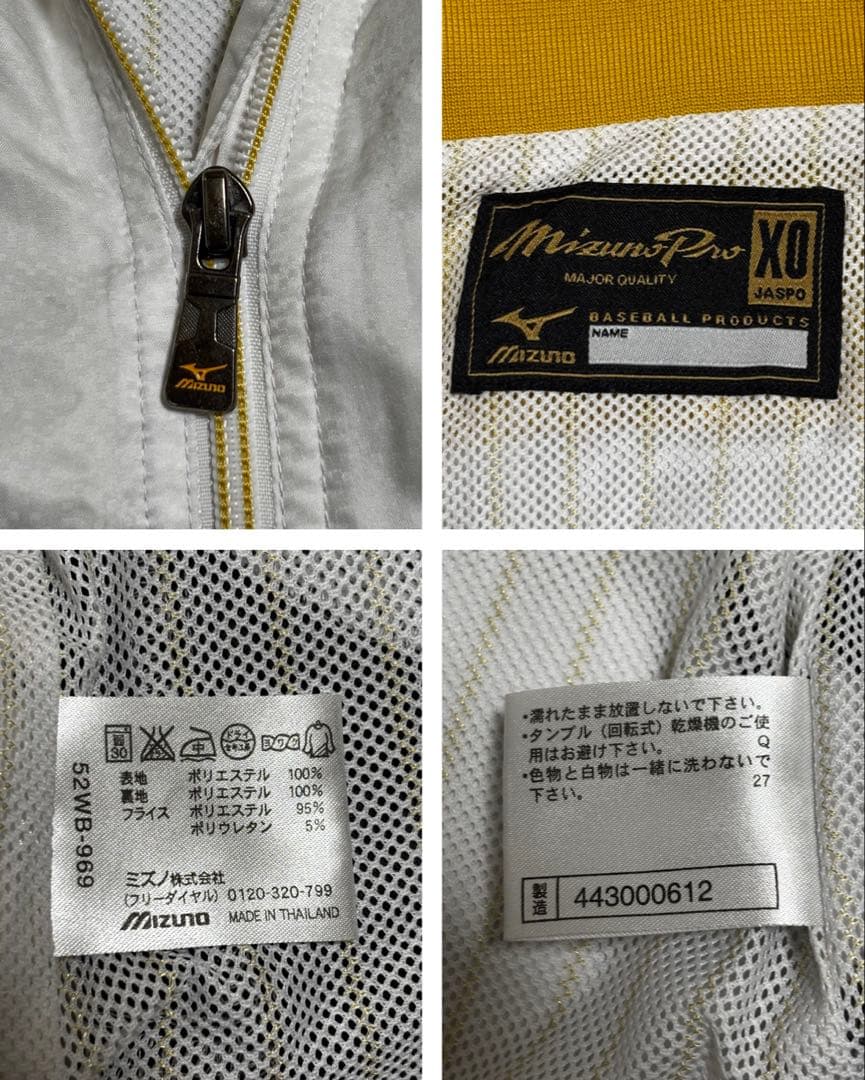 MIZUNO
Mizuno Pro
XO
JASPO
MAJOR QUALITY
BASEBALL PRODUCTS
NAME
MIZUNO
30
中
ドライ
52WB-969
表地 ポリエステル 100%
裏地 ポリエステル 100%
フライス ポリエステル 95%
ポリウレタン 5%
ミズノ株式会社
(フリーダイヤル) 0120-320-799
MIZUNO MADE IN THAILAND
・濡れたまま放置しないで下さい。
・タンブル(回転式)乾燥機のご使
用はお避け下さい。 Q
・色物と白物は一緒に洗わないで
下さい。 27
製造 443000612